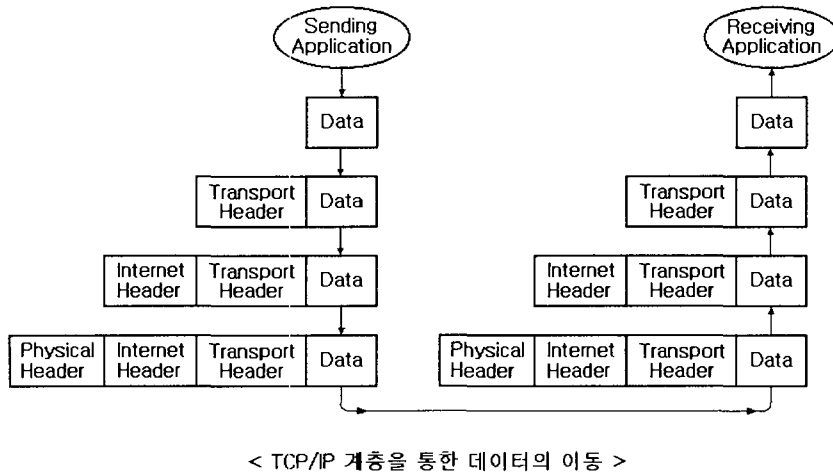 Sending
Application
Receiving
Application
Data
Data
Transport
Header
Data
Transport
Header
Data
Internet
Header
Transport
Header
Data
Internet
Header
Transport
Header
Data
Physical
Header
Internet
Header
Transport
Header
Data
Physical
Header
Internet
Header
Transport
Header
Data
< TCP/IP 계층을 통한 데이터의 이동 >